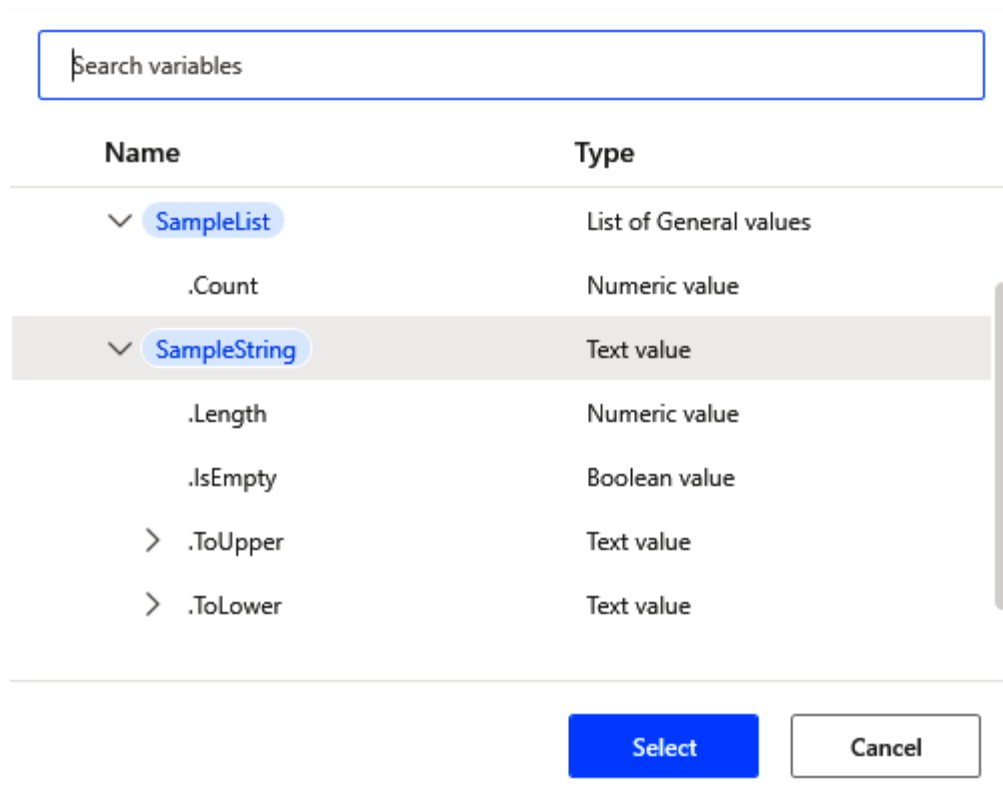 Search variables
Name Type
SampleList List of General values
.Count Numeric value
SampleString Text value
.Length Numeric value
.IsEmpty Boolean value
.ToUpper Text value
.ToLower Text value
Select Cancel